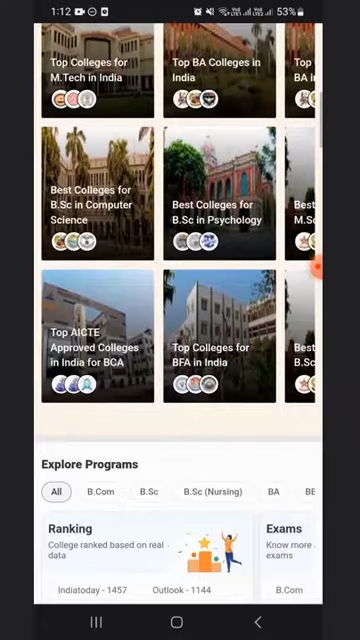 1:12
53%
Top Colleges for
M.Tech in India
Top BA Colleges in
India
Top
BA i
Best Colleges for
B.Sc in Computer
Science
Best Colleges for
B.Sc in Psychology
Best
M.Sc
Top AICTE
Approved Colleges
in India for BCA
Top Colleges for
BFA in India
Best
B.Sc
Explore Programs
All
B.Com
B.Sc
B.Sc (Nursing)
BA
BE
Ranking
College ranked based on real
data
Indiatoday - 1457
Outlook - 1144
Exams
Know more
exams
B.Com